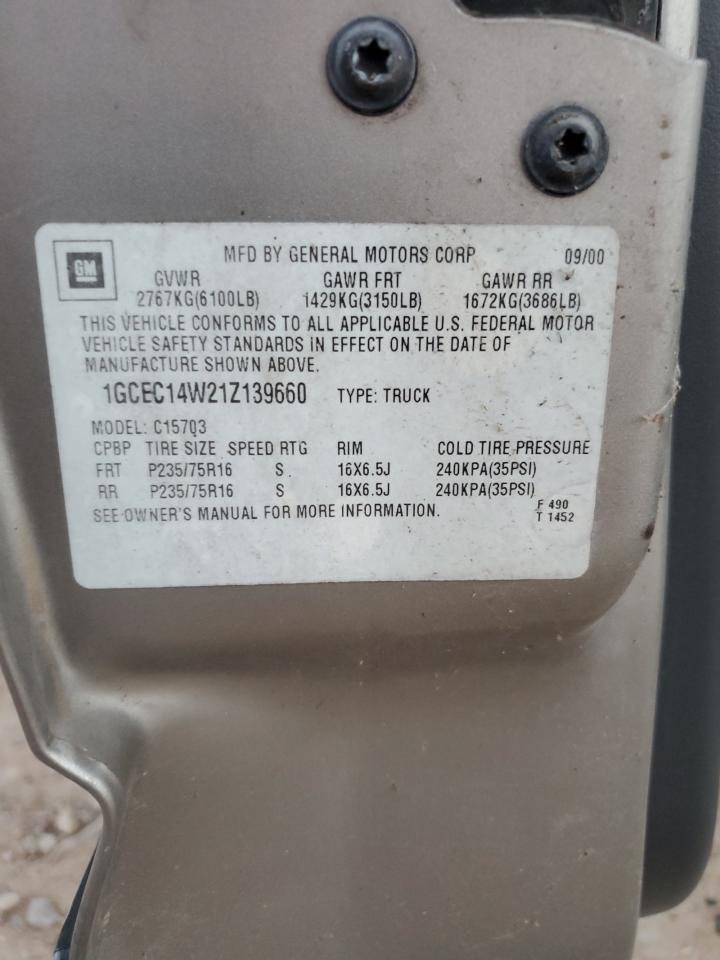 GM
MFD BY GENERAL MOTORS CORP 09/00
GVWR GAWR FRT GAWR RR
2767KG(6100LB) 1429KG(3150LB) 1672KG(3686LB)
THIS VEHICLE CONFORMS TO ALL APPLICABLE U.S. FEDERAL MOTOR
VEHICLE SAFETY STANDARDS IN EFFECT ON THE DATE OF
MANUFACTURE SHOWN ABOVE.
1GCEC14W21Z139660 TYPE: TRUCK
MODEL: C15703
CPBP TIRE SIZE SPEED RTG RIM COLD TIRE PRESSURE
FRT P235/75R16 S 16X6.5J 240KPA(35PSI)
RR P235/75R16 S 16X6.5J 240KPA(35PSI)
SEE OWNER'S MANUAL FOR MORE INFORMATION. F 490
T 1452